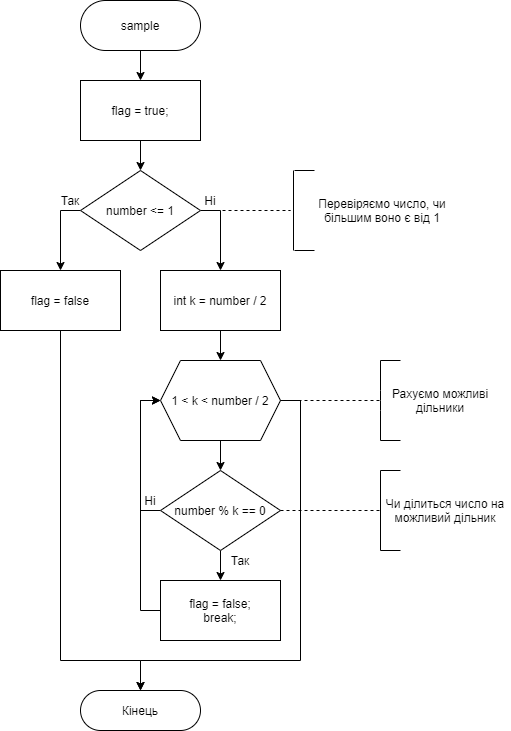 sample
flag = true;
Так
number <= 1
Ні
Перевіряємо число, чи
більшим воно є від 1
flag = false
int k = number / 2
1 < k < number / 2
Рахуємо можливі
дільники
Ні
number % k == 0
Чи ділиться число на
можливий дільник
Так
flag = false;
break;
Кінець